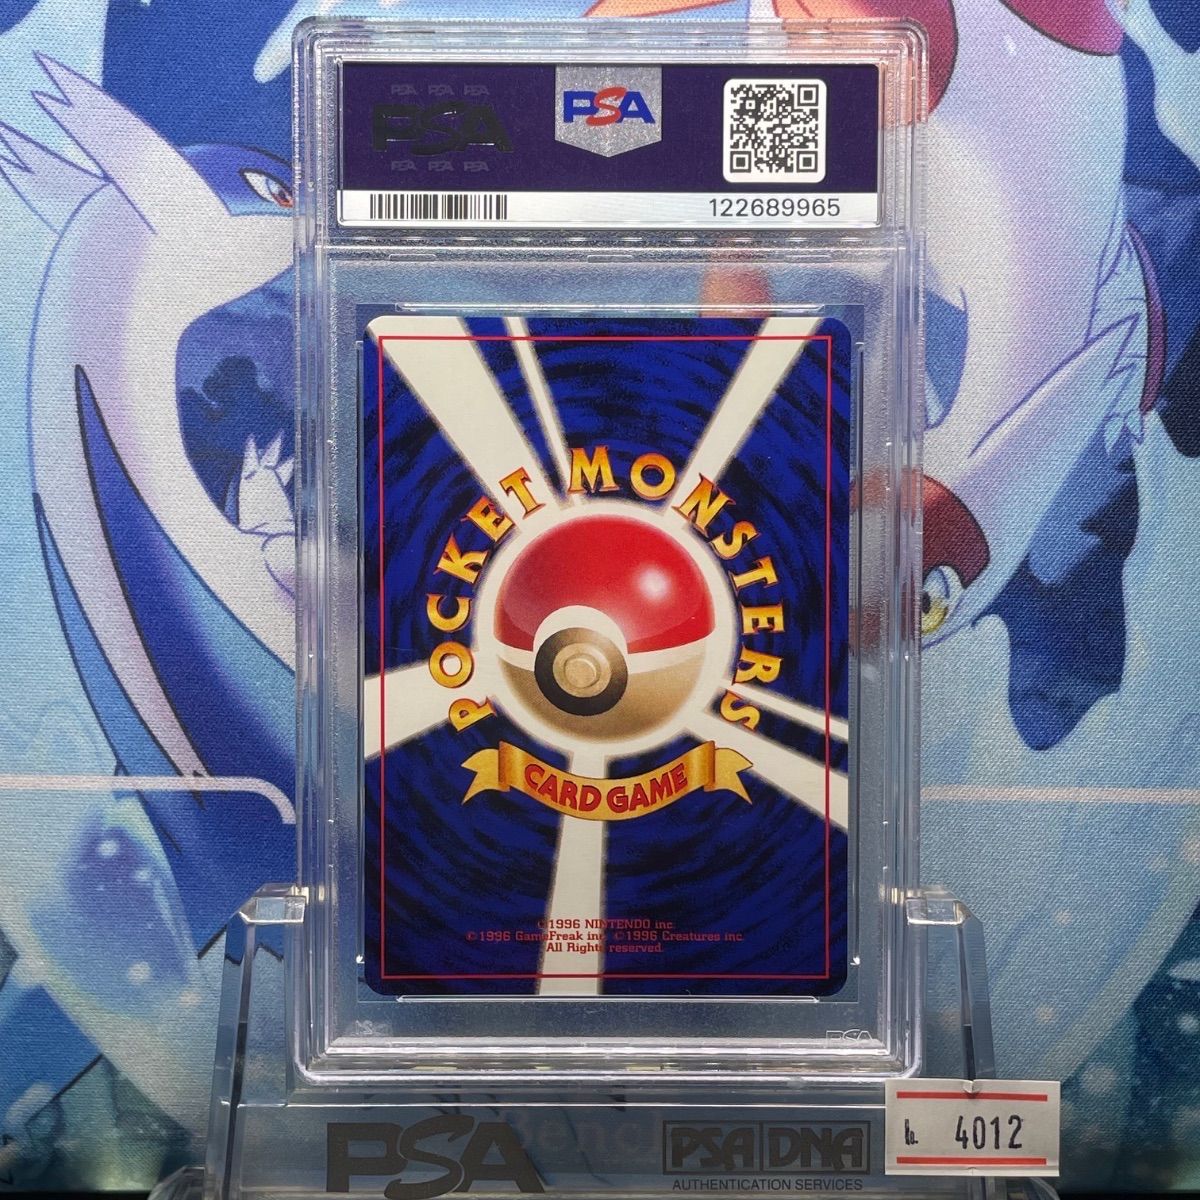 PSA PSA PSA
PSA
PSA PSA PSA
PSA
122689965
POCKET MONSTERS
CARD GAME
©1996 NINTENDO inc.
©1996 GameFreak inc. ©1996 Creatures inc.
All Rights reserved.
PSA
PSA
PSA DNA
AUTHENTICATION SERVICES
4012